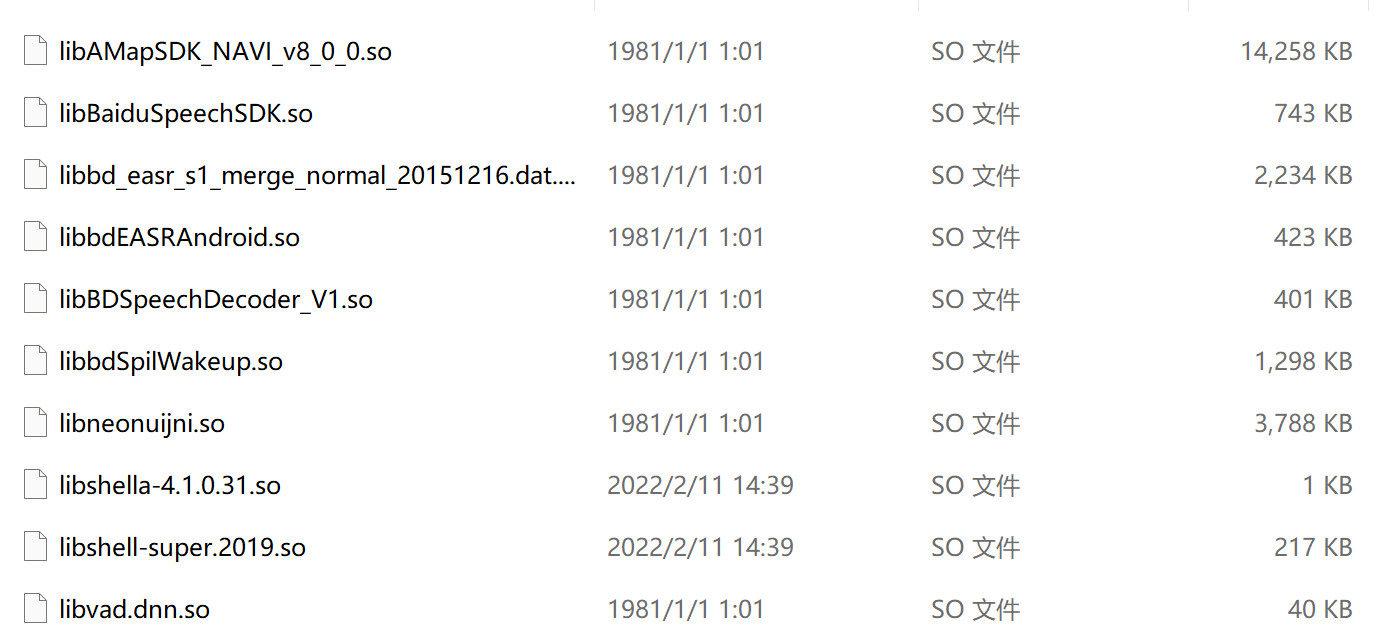 libAMapSDK_NAVI_v8_0_0.so 1981/1/1 1:01 SO 文件 14,258 KB
libBaiduSpeechSDK.so 1981/1/1 1:01 SO 文件 743 KB
libbd_easr_s1_merge_normal_20151216.dat.... 1981/1/1 1:01 SO 文件 2,234 KB
libbdEASRAndroid.so 1981/1/1 1:01 SO 文件 423 KB
libBDSpeechDecoder_V1.so 1981/1/1 1:01 SO 文件 401 KB
libbdSpilWakeup.so 1981/1/1 1:01 SO 文件 1,298 KB
libneonuijni.so 1981/1/1 1:01 SO 文件 3,788 KB
libshella-4.1.0.31.so 2022/2/11 14:39 SO 文件 1 KB
libshell-super.2019.so 2022/2/11 14:39 SO 文件 217 KB
libvad.dnn.so 1981/1/1 1:01 SO 文件 40 KB